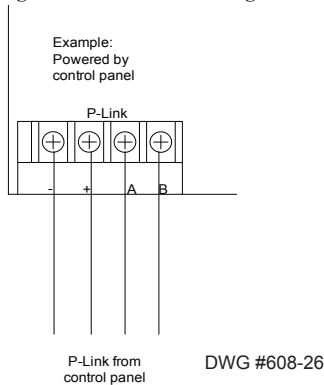 Example:
Powered by
control panel
P-Link
- + A B
P-Link from
control panel
DWG #608-26